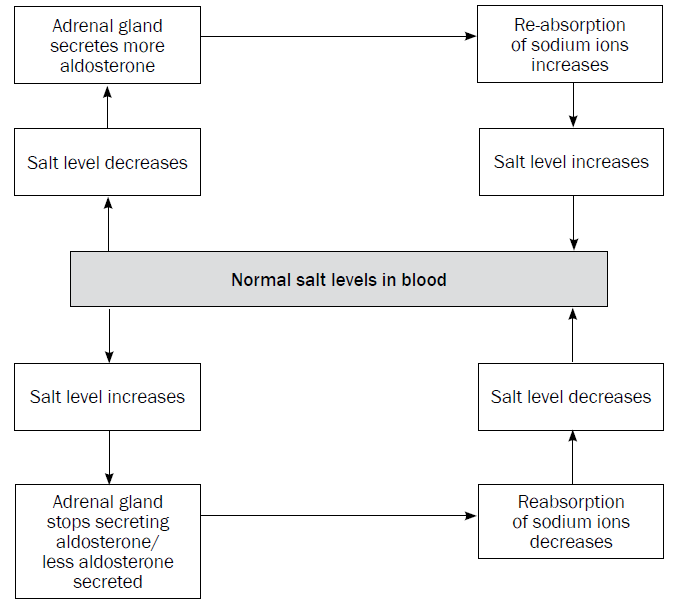 Adrenal gland
secretes more
aldosterone
Re-absorption
of sodium ions
increases
Salt level decreases
Salt level increases
Normal salt levels in blood
Salt level increases
Salt level decreases
Adrenal gland
stops secreting
aldosterone/
less aldosterone
secreted
Reabsorption
of sodium ions
decreases